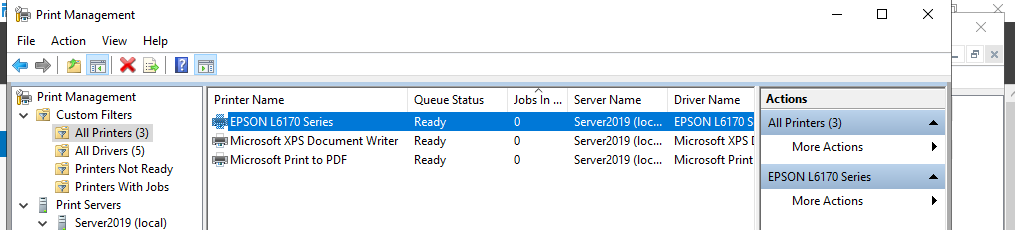 Print Management
File Action View Help
Print Management
Custom Filters
All Printers (3)
All Drivers (5)
Printers Not Ready
Printers With Jobs
Print Servers
Server2019 (local)
Printer Name Queue Status Jobs In ... Server Name Driver Name
EPSON L6170 Series Ready 0 Server2019 (loc... EPSON L6170 S
Microsoft XPS Document Writer Ready 0 Server2019 (loc... Microsoft XPS D
Microsoft Print to PDF Ready 0 Server2019 (loc... Microsoft Print
Actions
All Printers (3)
More Actions
EPSON L6170 Series
More Actions